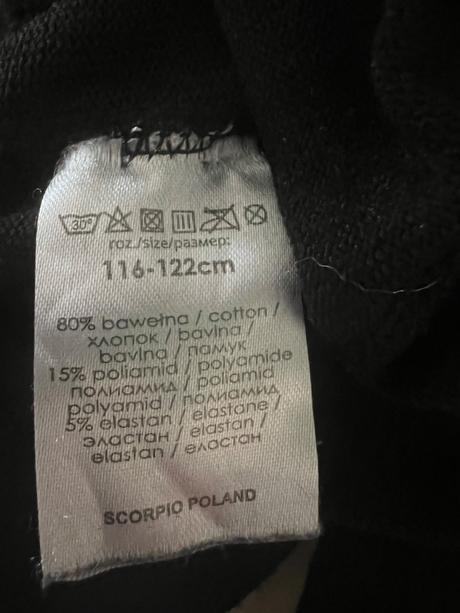 30°
roz./size/размер:
116-122cm
80% bawełna / cotton /
хлопок / bavlna /
bavlna / памук
15% poliamid / polyamide
полиамид / poliamid
polyamid / полиамид
5% elastan / elastane /
эластан / elastan /
elastan / еластан
SCORPIO POLAND